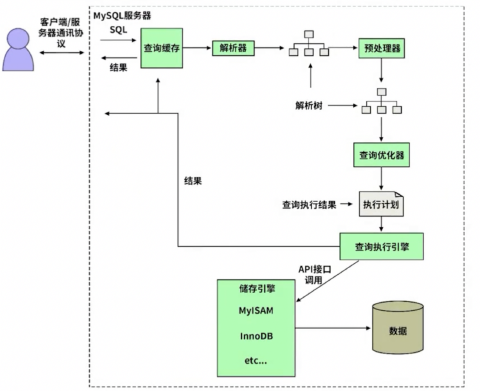 客户端/服
务器通讯协
议
MySQL服务器
SQL
结果
查询缓存
解析器
预处理器
解析树
查询优化器
查询执行结果
执行计划
结果
查询执行引擎
API接口
调用
储存引擎
MyISAM
InnoDB
etc...
数据